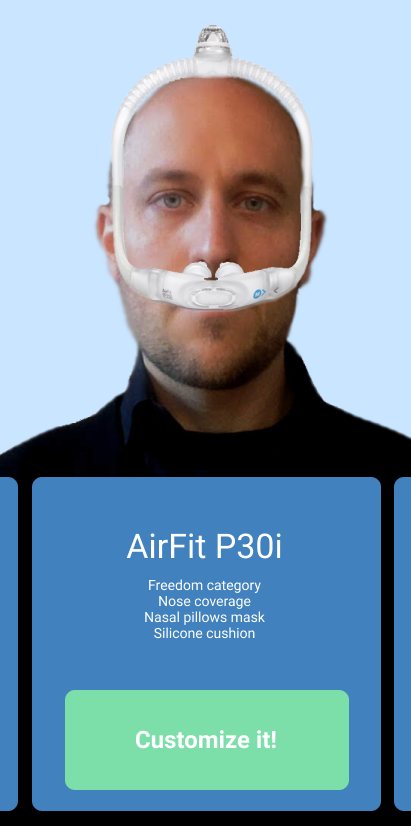 AirFit P30i
Freedom category
Nose coverage
Nasal pillows mask
Silicone cushion
Customize it!